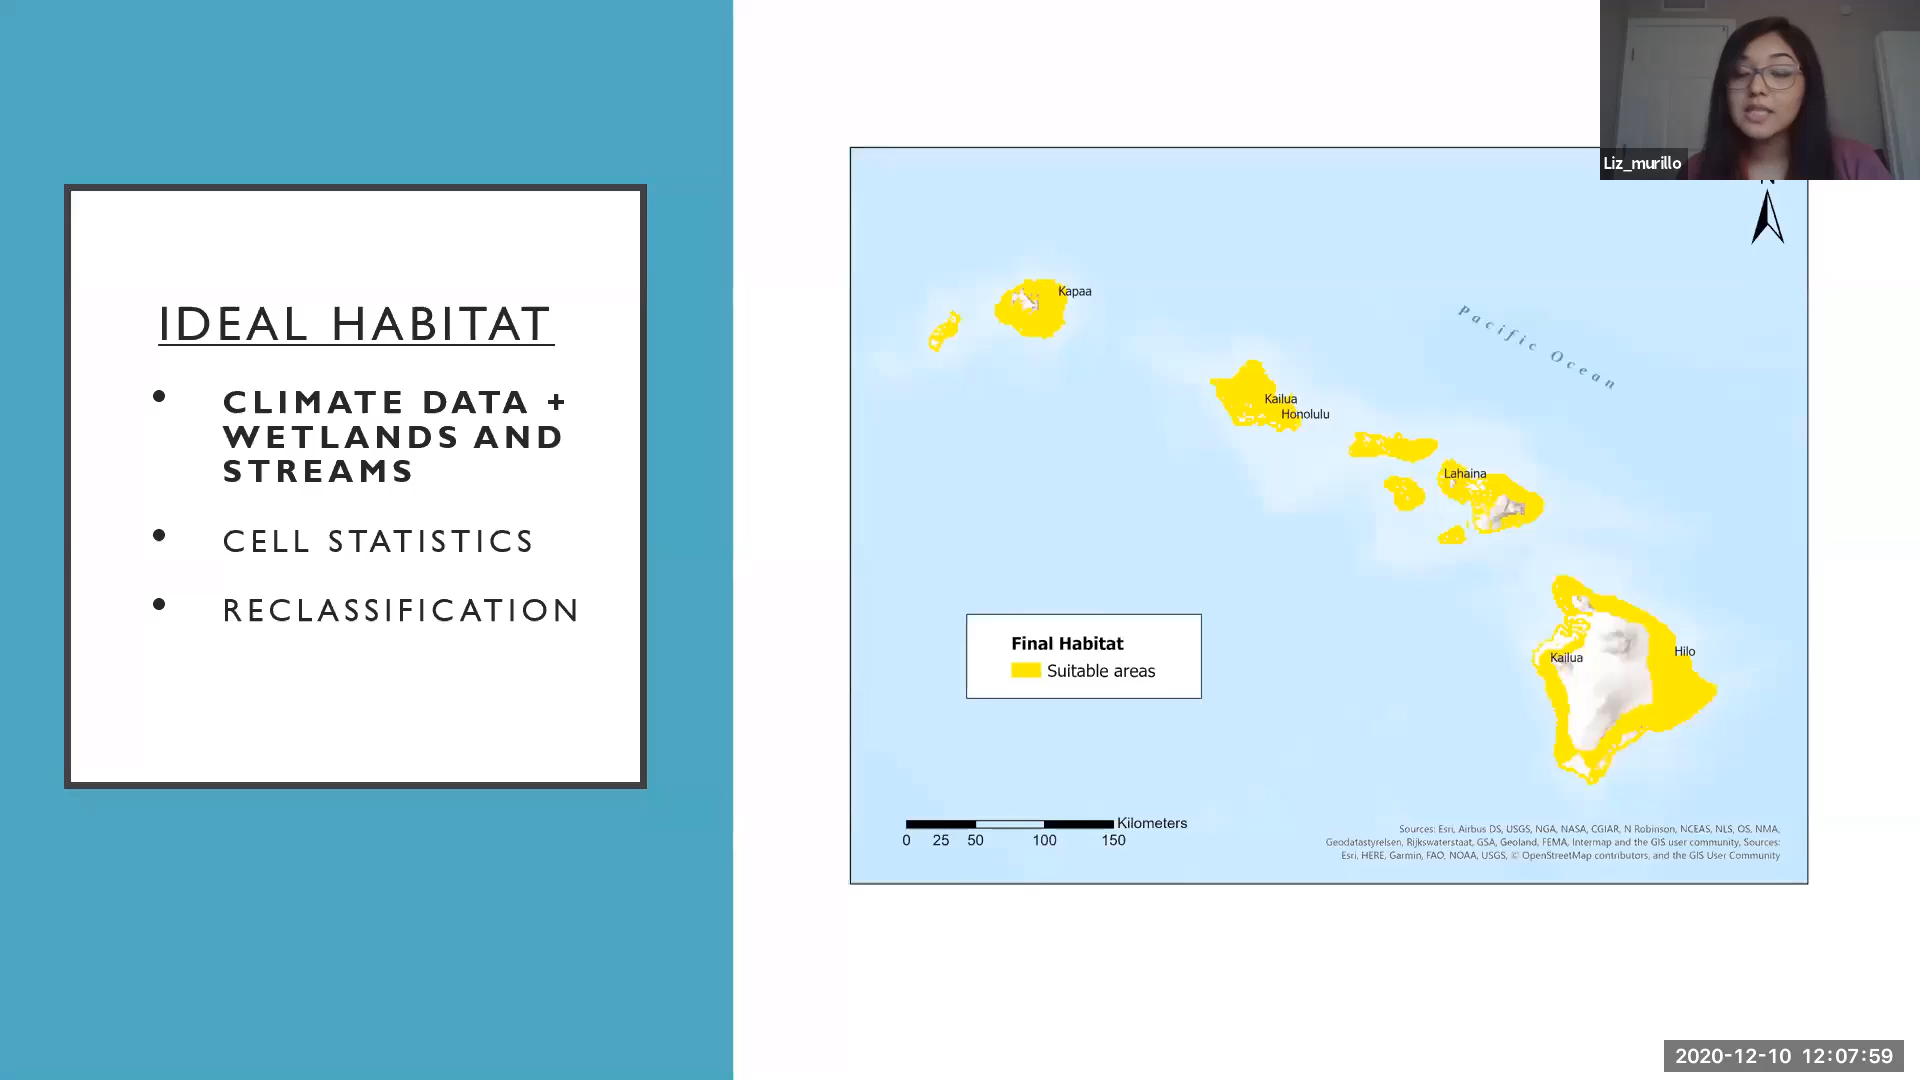 Liz_murillo
N
IDEAL HABITAT
• CLIMATE DATA +
WETLANDS AND
STREAMS
• CELL STATISTICS
• RECLASSIFICATION
Kapaa
Pacific Ocean
Kailua
Honolulu
Lahaina
Hilo
Kailua
Final Habitat
Suitable areas
Kilometers
0 25 50 100 150
Sources: Esri, Airbus DS, USGS, NGA, NASA, CGIAR, N Robinson, NCEAS, NLS, OS, NMA,
Geodatastyrelsen, Rijkswaterstaat, GSA, Geoland, FEMA, Intermap and the GIS user community, Sources:
Esri, HERE, Garmin, FAO, NOAA, USGS, © OpenStreetMap contributors, and the GIS User Community
2020-12-10 12:07:59